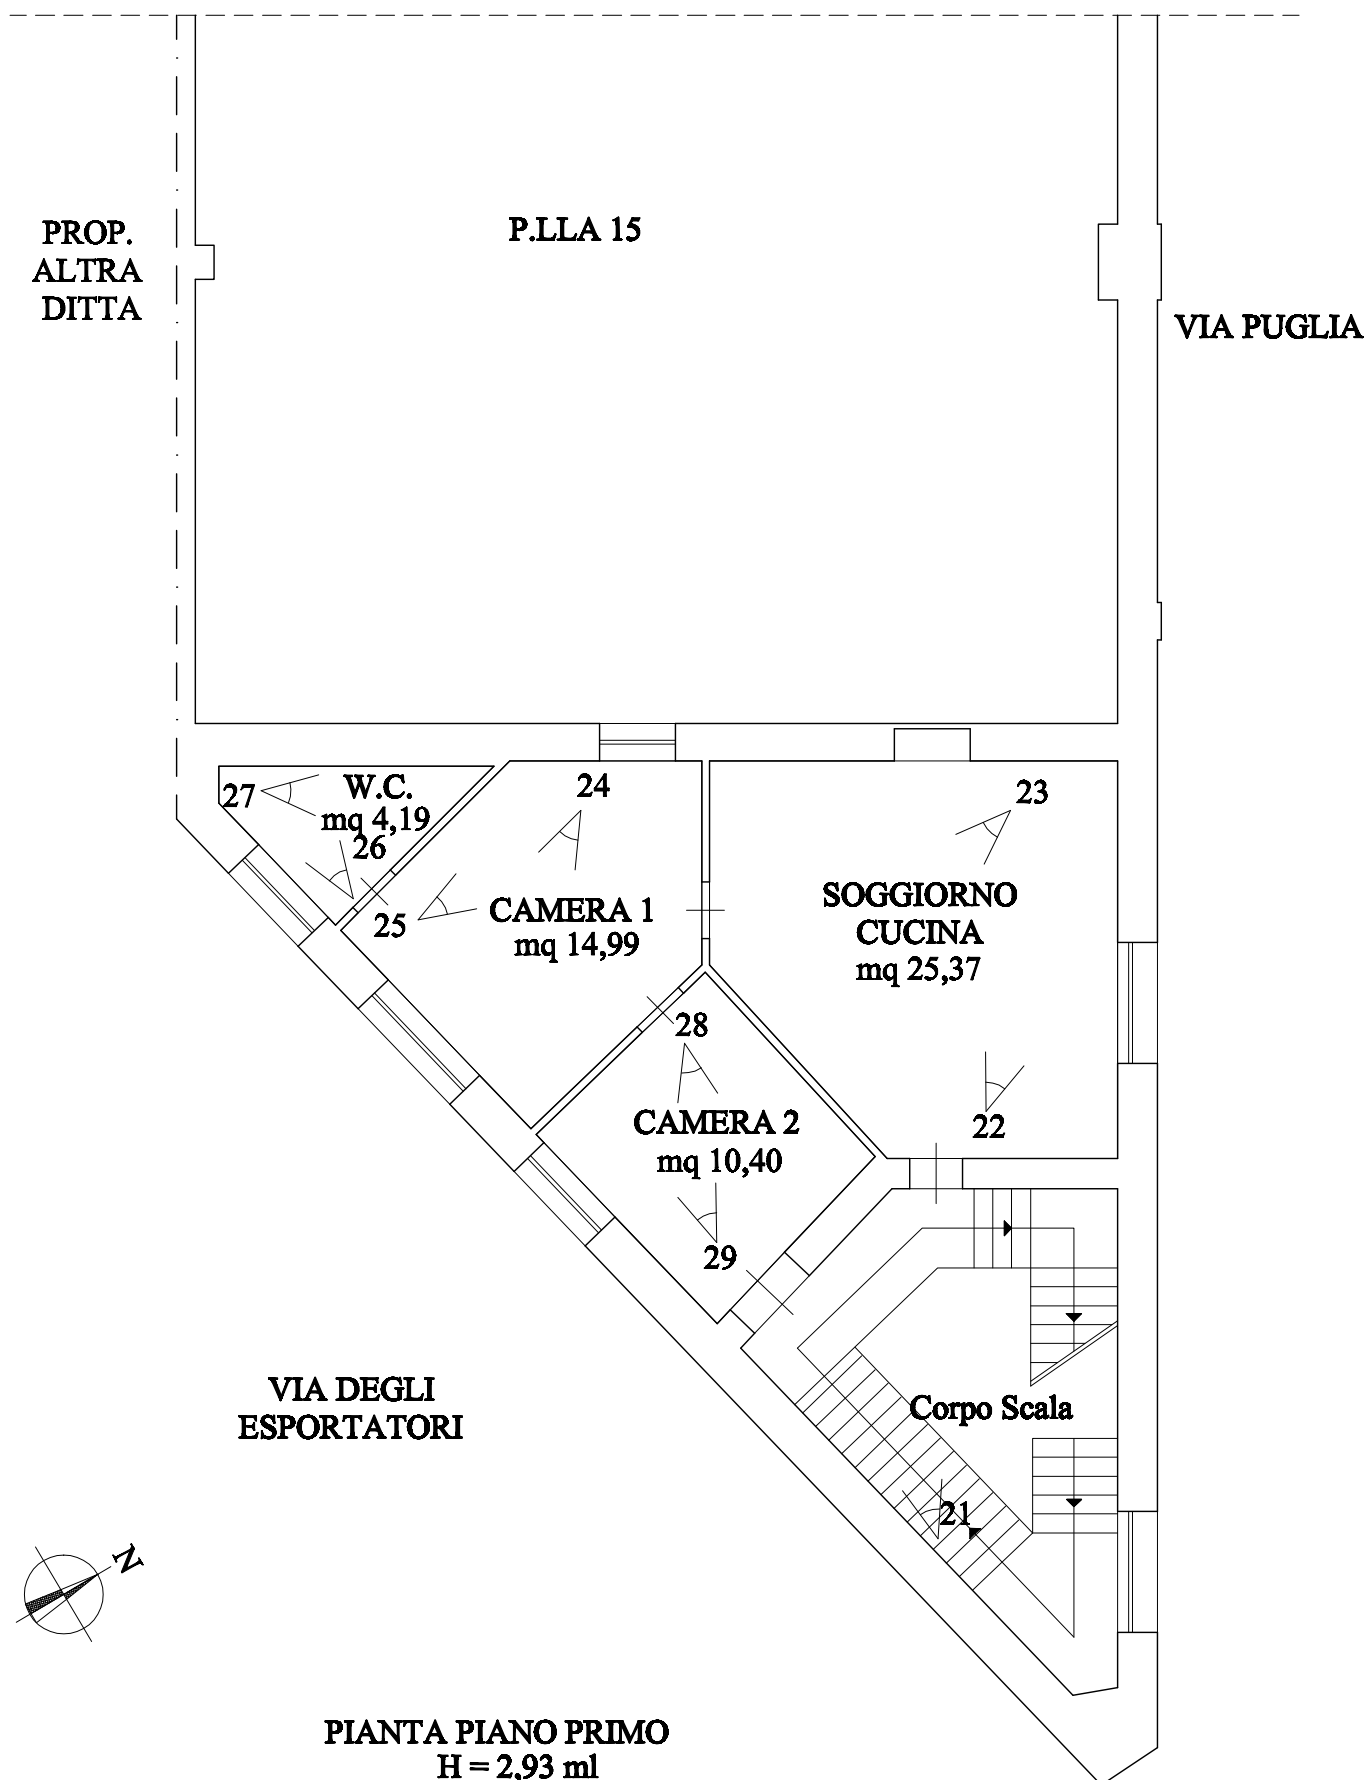 P.LLA 15
PROP.
ALTRA
DITTA
VIA PUGLIA
27
W.C.
mq 4,19
26
24
23
25
CAMERA 1
mq 14,99
SOGGIORNO
CUCINA
mq 25,37
28
CAMERA 2
mq 10,40
22
29
VIA DEGLI
ESPORTATORI
Corpo Scala
21
N
PIANTA PIANO PRIMO
H = 2,93 ml